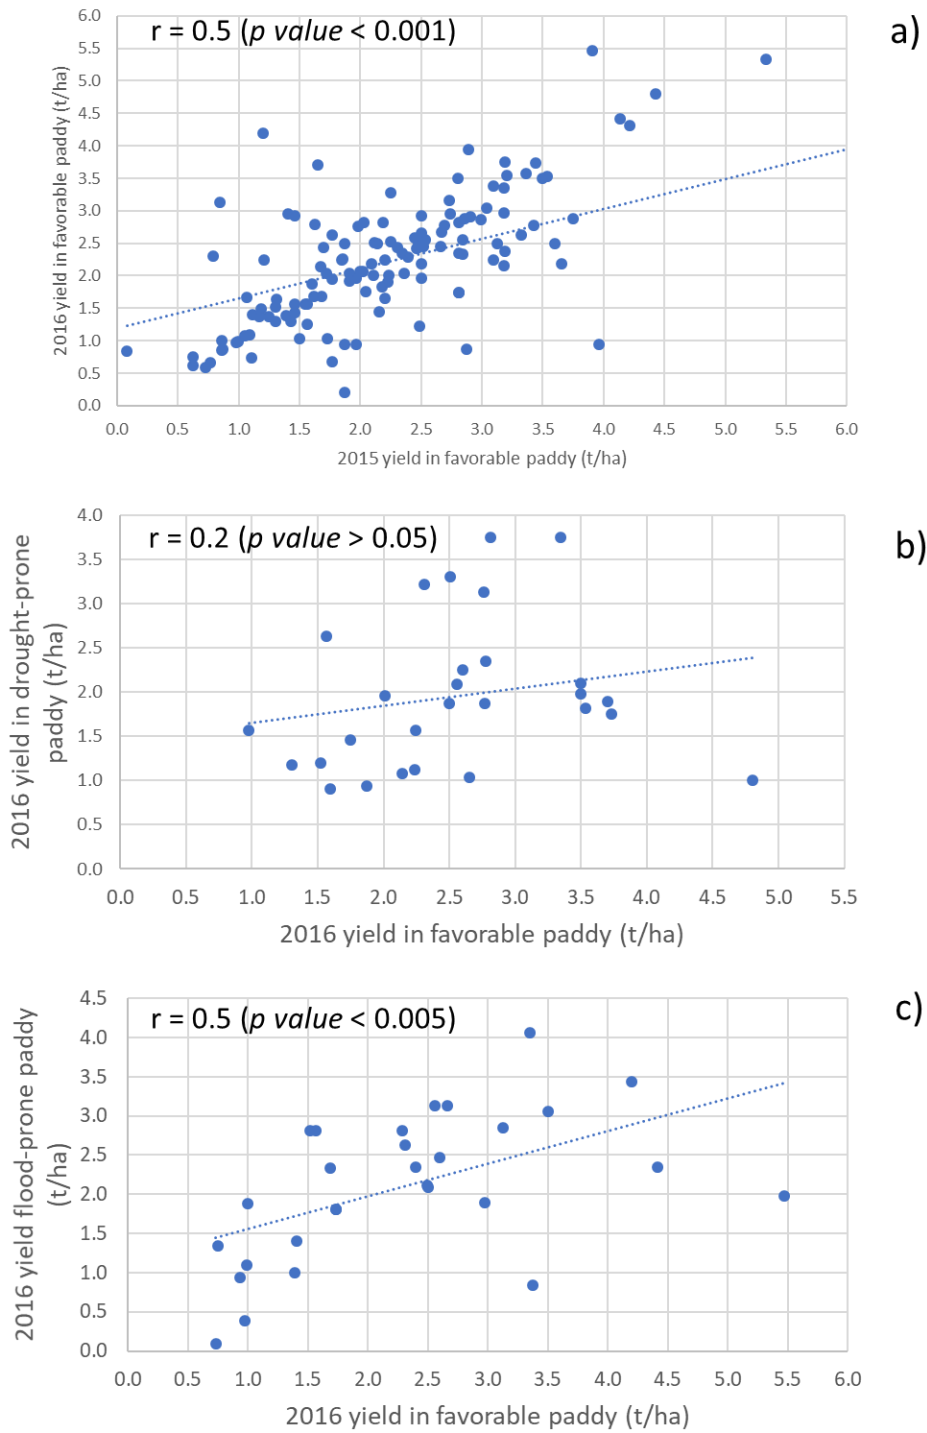 r = 0.5 (p value < 0.001)
a)
2016 yield in favorable paddy (t/ha)
6.0
5.5
5.0
4.5
4.0
3.5
3.0
2.5
2.0
1.5
1.0
0.5
0.0
0.0 0.5 1.0 1.5 2.0 2.5 3.0 3.5 4.0 4.5 5.0 5.5 6.0
2015 yield in favorable paddy (t/ha)
r = 0.2 (p value > 0.05)
b)
2016 yield in drought-prone
paddy (t/ha)
4.0
3.5
3.0
2.5
2.0
1.5
1.0
0.5
0.0
0.0 0.5 1.0 1.5 2.0 2.5 3.0 3.5 4.0 4.5 5.0 5.5
2016 yield in favorable paddy (t/ha)
r = 0.5 (p value < 0.005)
c)
2016 yield flood-prone paddy
(t/ha)
4.5
4.0
3.5
3.0
2.5
2.0
1.5
1.0
0.5
0.0
0.0 0.5 1.0 1.5 2.0 2.5 3.0 3.5 4.0 4.5 5.0 5.5 6.0
2016 yield in favorable paddy (t/ha)